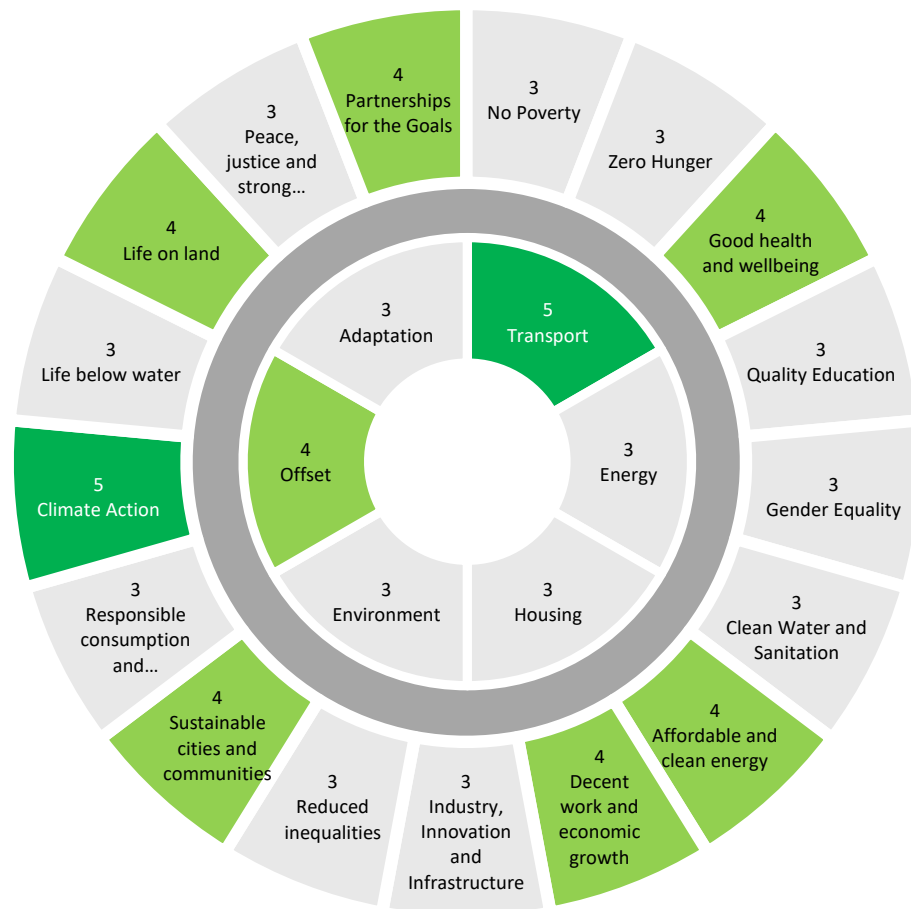 3
No Poverty
3
Zero Hunger
4
Good health
and wellbeing
3
Quality Education
3
Gender Equality
3
Clean Water and
Sanitation
4
Affordable and
clean energy
4
Decent
work and
economic
growth
3
Industry,
Innovation
and
Infrastructure
3
Reduced
inequalities
4
Sustainable
cities and
communities
3
Responsible
consumption
and...
5
Climate Action
3
Life below water
4
Life on land
3
Peace,
justice and
strong...
4
Partnerships
for the Goals
5
Transport
3
Energy
3
Housing
3
Environment
4
Offset
3
Adaptation